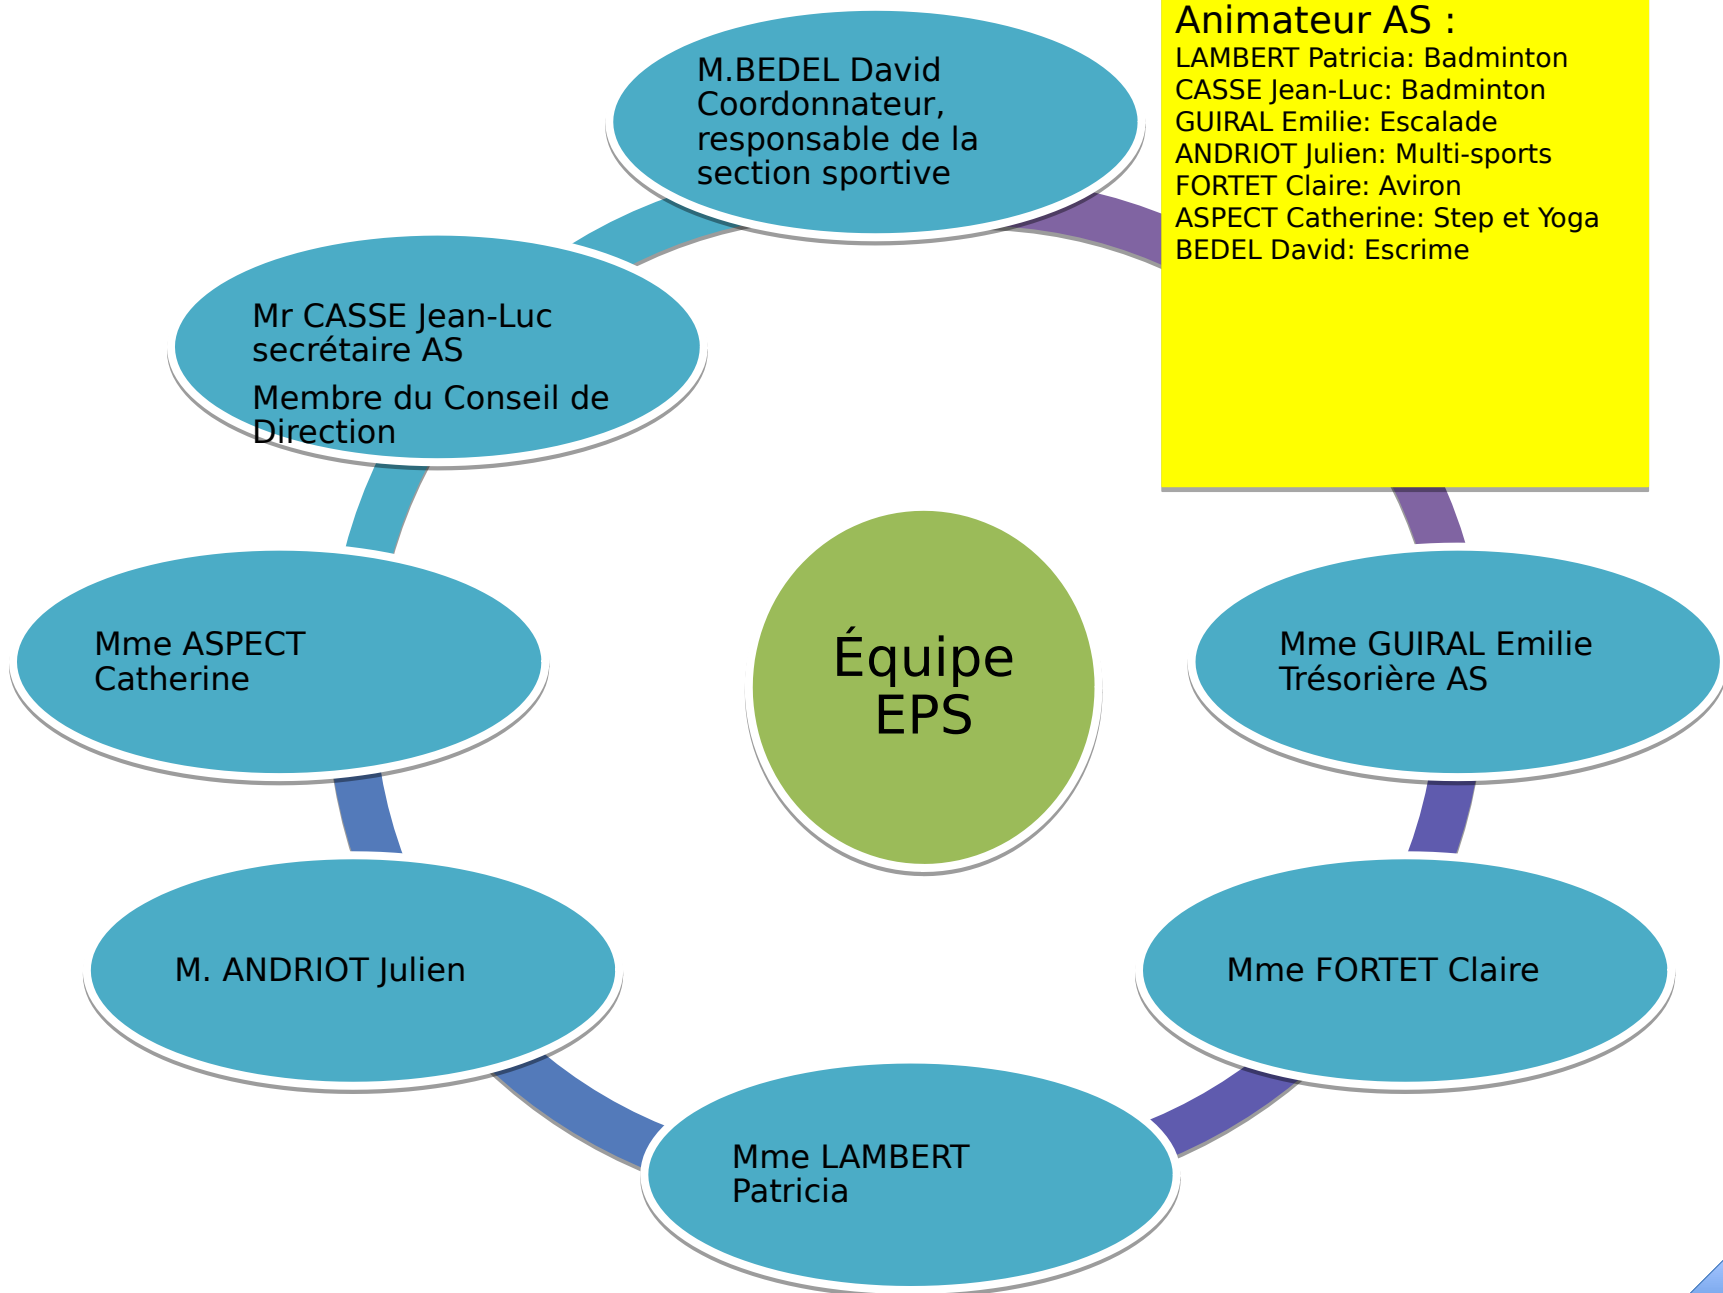 M.BEDEL David
Coordonnateur,
responsable de la
section sportive
Animateur AS :
LAMBERT Patricia: Badminton
CASSE Jean-Luc: Badminton
GUIRAL Emilie: Escalade
ANDRIOT Julien: Multi-sports
FORTET Claire: Aviron
ASPECT Catherine: Step et Yoga
BEDEL David: Escrime
Mr CASSE Jean-Luc
secrétaire AS
Membre du Conseil de
Direction
Mme ASPECT
Catherine
Équipe
EPS
Mme GUIRAL Emilie
Trésorière AS
M. ANDRIOT Julien
Mme FORTET Claire
Mme LAMBERT
Patricia